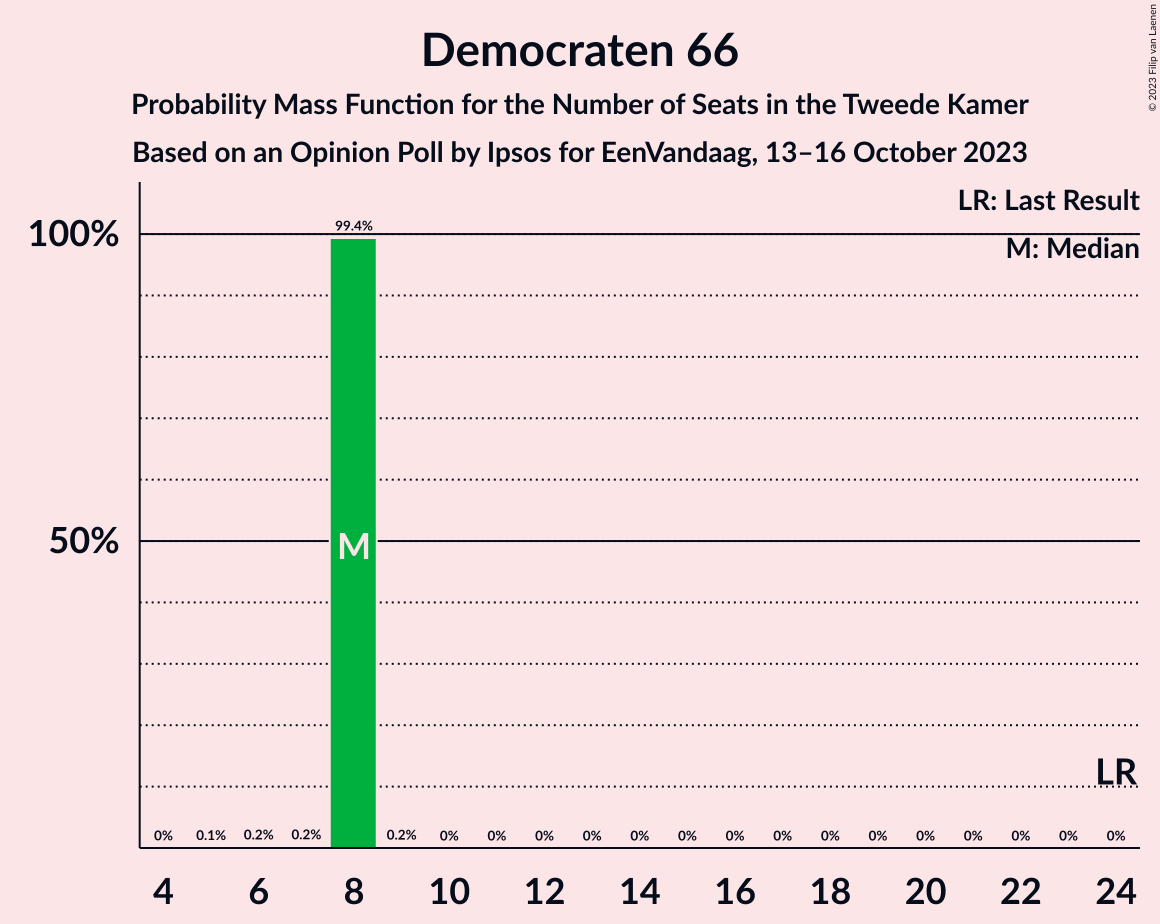 Democraten 66
Probability Mass Function for the Number of Seats in the Tweede Kamer
Based on an Opinion Poll by Ipsos for EenVandaag, 13–16 October 2023
© 2023 Filip van Laenen
LR: Last Result
M: Median
100%
50%
99.4%
M
LR
0% 0.1% 0.2% 0.2% 0.2% 0% 0% 0% 0% 0% 0% 0% 0% 0% 0% 0% 0% 0% 0% 0%
4 6 8 10 12 14 16 18 20 22 24